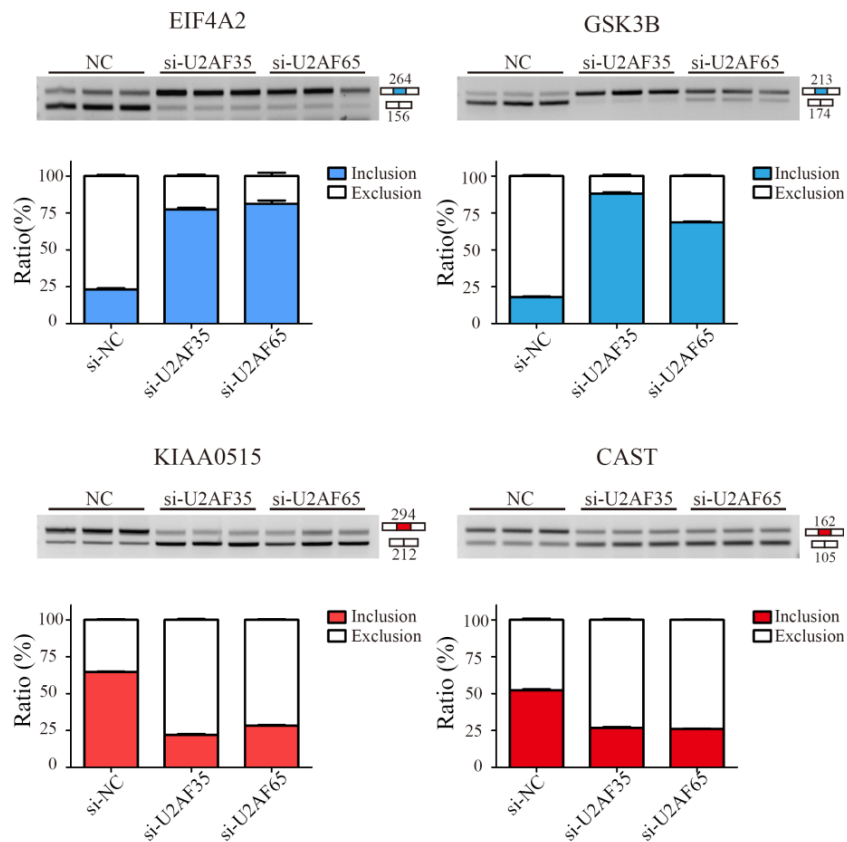 EIF4A2
NC si-U2AF35 si-U2AF65
264
156
Ratio(%)
100
75
50
25
0
Inclusion
Exclusion
si-NC
si-U2AF35
si-U2AF65
GSK3B
NC si-U2AF35 si-U2AF65
213
174
Ratio(%)
100
75
50
25
0
Inclusion
Exclusion
si-NC
si-U2AF35
si-U2AF65
KIAA0515
NC si-U2AF35 si-U2AF65
294
212
Ratio (%)
100
75
50
25
0
Inclusion
Exclusion
si-NC
si-U2AF35
si-U2AF65
CAST
NC si-U2AF35 si-U2AF65
162
105
Ratio (%)
100
75
50
25
0
Inclusion
Exclusion
si-NC
si-U2AF35
si-U2AF65